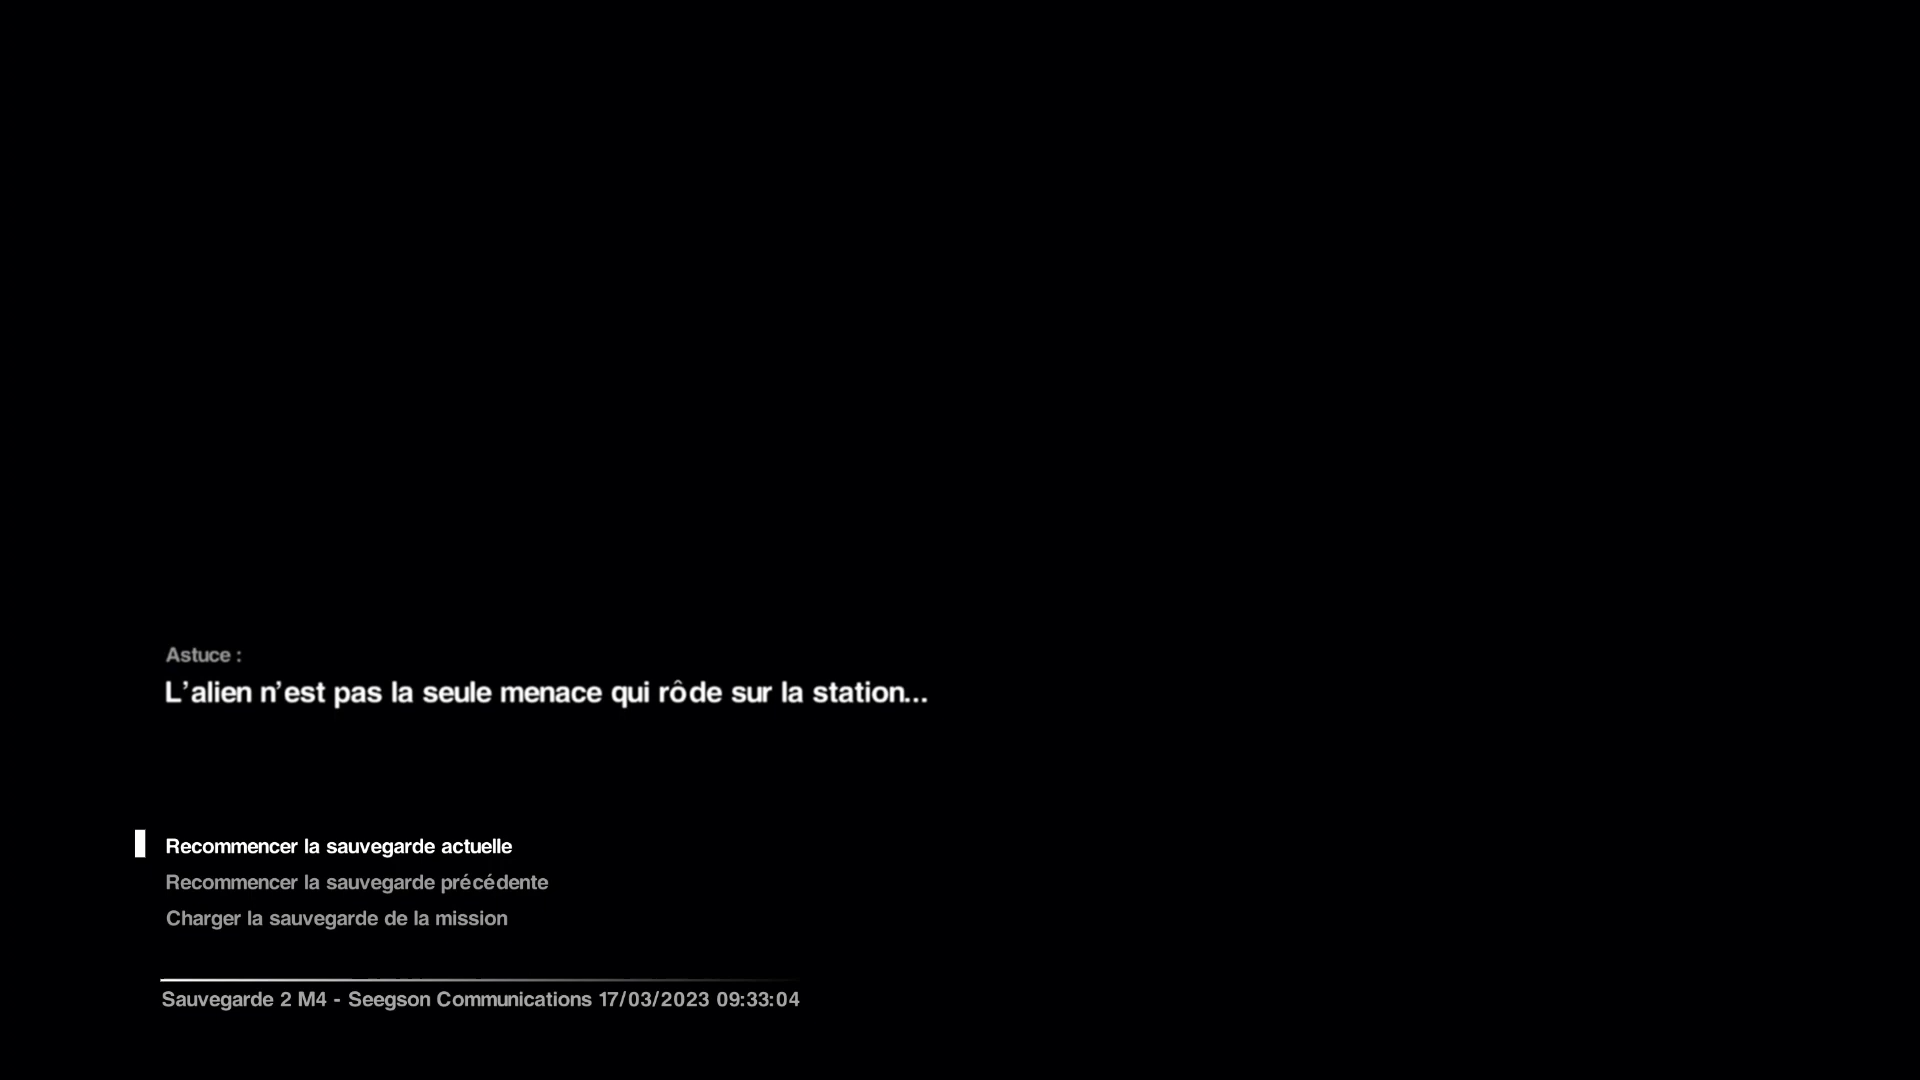 Astuce :
L’alien n’est pas la seule menace qui rôde sur la station...
Recommencer la sauvegarde actuelle
Recommencer la sauvegarde précédente
Charger la sauvegarde de la mission
Sauvegarde 2 M4 - Seegson Communications 17/03/2023 09:33:04